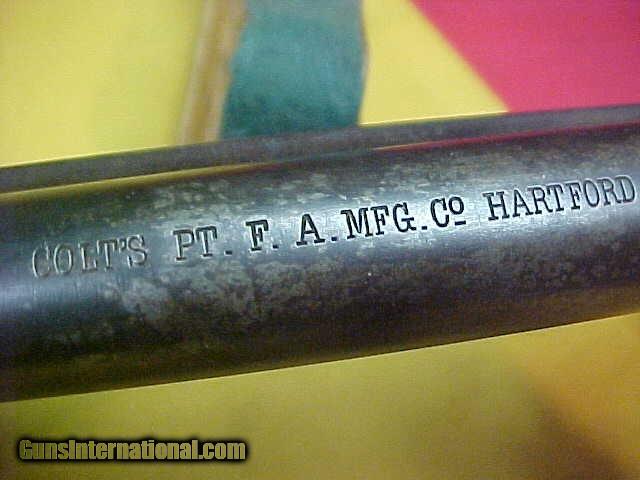 COLT'S PT. F. A. MFG. Co HARTFORD
GunsInternational.com